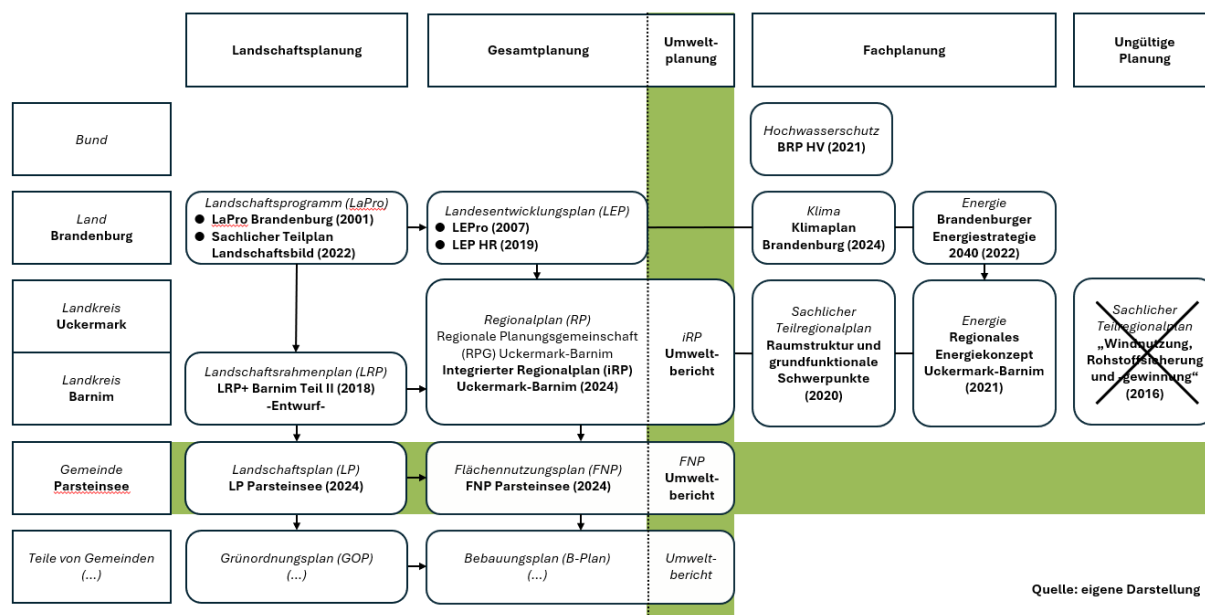 Landschaftsplanung
Gesamtplanung
Umwelt-
planung
Fachplanung
Ungültige
Planung
Bund
Hochwasserschutz
BRP HV (2021)
Land
Brandenburg
Landschaftsprogramm (LaPro)
● LaPro Brandenburg (2001)
● Sachlicher Teilplan
Landschaftsbild (2022)
Landesentwicklungsplan (LEP)
● LEPro (2007)
● LEP HR (2019)
Klima
Klimaplan
Brandenburg (2024)
Energie
Brandenburger
Energiestrategie
2040 (2022)
Landkreis
Uckermark
Landkreis
Barnim
Landschaftsrahmenplan (LRP)
LRP+ Barnim Teil II (2018)
-Entwurf-
Regionalplan (RP)
Regionale Planungsgemeinschaft
(RPG) Uckermark-Barnim
Integrierter Regionalplan (iRP)
Uckermark-Barnim (2024)
iRP
Umwelt-
bericht
Sachlicher
Teilregionalplan
Raumstruktur und
grundfunktionale
Schwerpunkte
(2020)
Energie
Regionales
Energiekonzept
Uckermark-Barnim
(2021)
Sachlicher
Teilregionalplan
„Windnutzung,
Rohstoffsicherung
und -gewinnung“
(2016)
Gemeinde
Parsteinsee
Landschaftsplan (LP)
LP Parsteinsee (2024)
Flächennutzungsplan (FNP)
FNP Parsteinsee (2024)
FNP
Umwelt-
bericht
Teile von Gemeinden
(...)
Grünordnungsplan (GOP)
(...)
Bebauungsplan (B-Plan)
(...)
Umwelt-
bericht
Quelle: eigene Darstellung